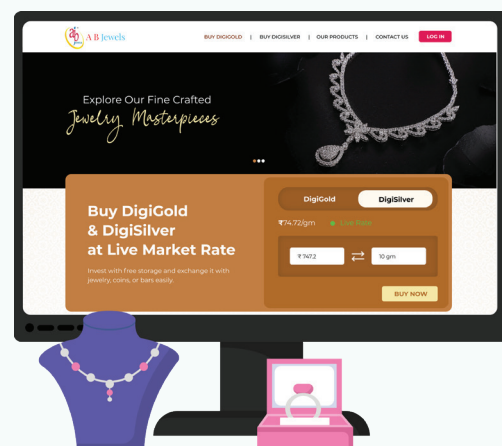 A B Jewels
BUY DIGIGOLD | BUY DIGISILVER | OUR PRODUCTS | CONTACT US LOG IN
Explore Our Fine Crafted
Jewelry Masterpieces
Buy DigiGold
& DigiSilver
at Live Market Rate
Invest with free storage and exchange it with
jewelry, coins, or bars easily.
DigiGold DigiSilver
₹74.72/gm Live Rate
₹ 747.2 10 gm
BUY NOW